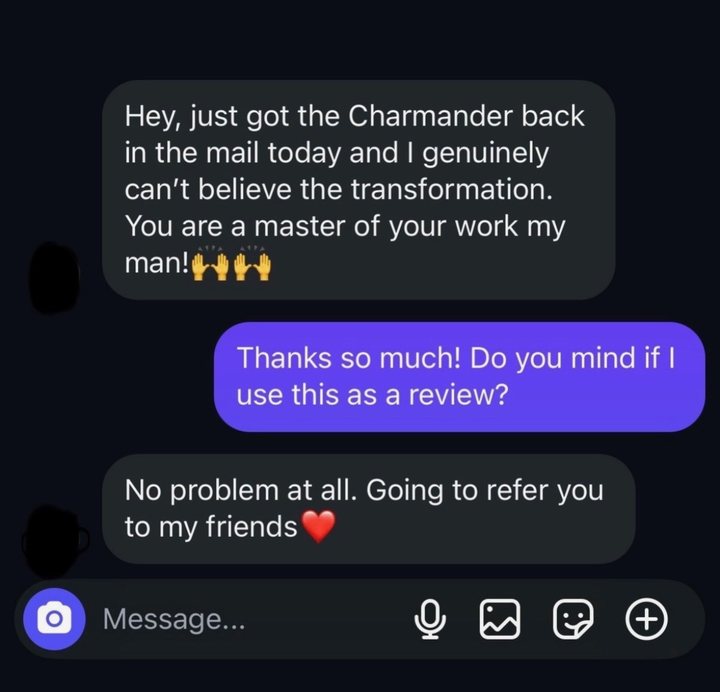 Hey, just got the Charmander back
in the mail today and I genuinely
can't believe the transformation.
You are a master of your work my
man!🙌🙌
Thanks so much! Do you mind if I
use this as a review?
No problem at all. Going to refer you
to my friends❤️
Message...